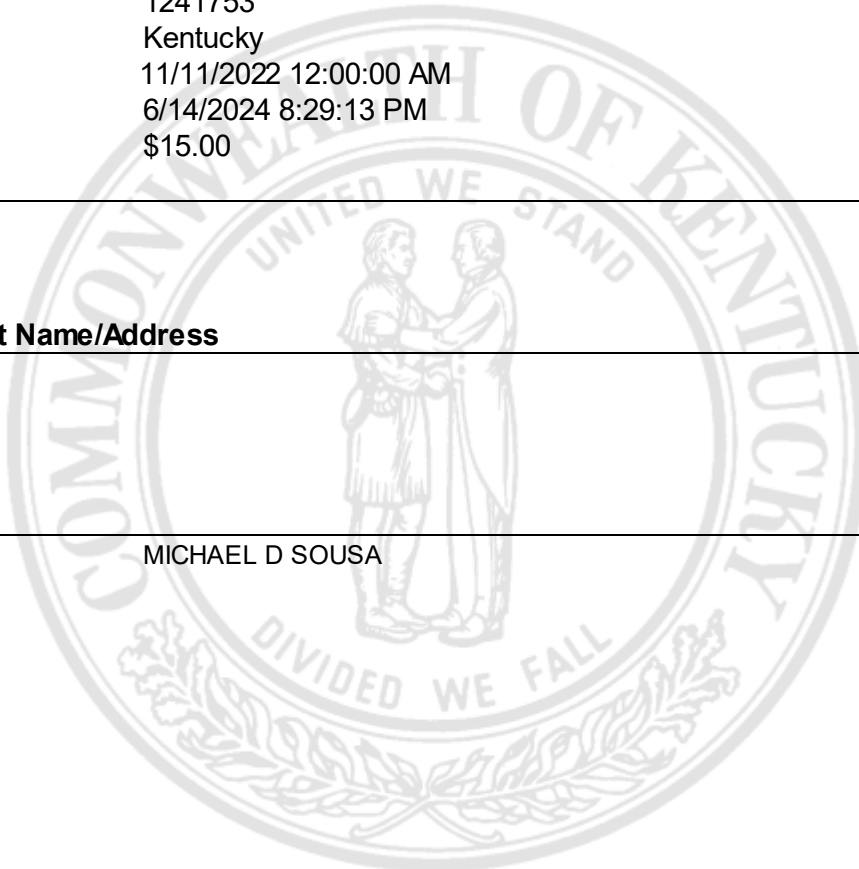 1241753
Kentucky
11/11/2022 12:00:00 AM
6/14/2024 8:29:13 PM
$15.00
COMMONWEALTH OF KENTUCKY
UNITED WE STAND
t Name/Address
MICHAEL D SOUSA
DIVIDED WE FALL